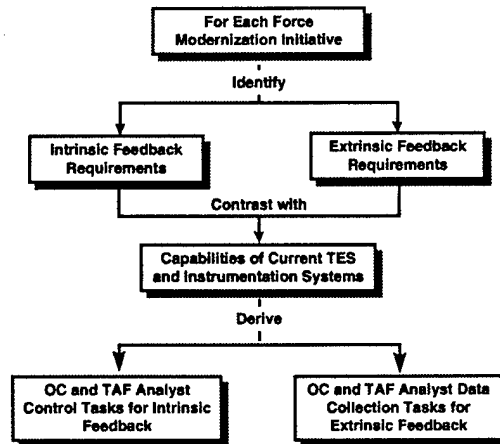 For Each Force
Modernization Initiative
Identify
Intrinsic Feedback
Requirements
Extrinsic Feedback
Requirements
Contrast with
Capabilities of Current TES
and Instrumentation Systems
Derive
OC and TAF Analyst
Control Tasks for Intrinsic
Feedback
OC and TAF Analyst Data
Collection Tasks for
Extrinsic Feedback